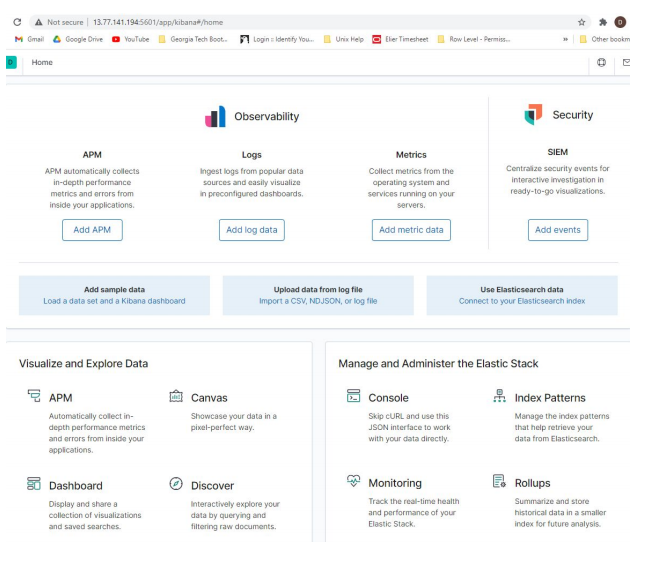 Not secure | 13.77.141.194:5601/app/kibana#/home
D
Gmail Google Drive YouTube Georgia Tech Boot... Login :: Identify You... Unix Help Elier Timesheet Row Level - Permiss... » Other bookm
D Home
Observability
Security
APM
APM automatically collects
in-depth performance
metrics and errors from
inside your applications.
Add APM
Logs
Ingest logs from popular data
sources and easily visualize
in preconfigured dashboards.
Add log data
Metrics
Collect metrics from the
operating system and
services running on your
servers.
Add metric data
SIEM
Centralize security events for
interactive investigation in
ready-to-go visualizations.
Add events
Add sample data
Load a data set and a Kibana dashboard
Upload data from log file
Import a CSV, NDJSON, or log file
Use Elasticsearch data
Connect to your Elasticsearch index
Visualize and Explore Data
APM
Automatically collect in-
depth performance metrics
and errors from inside your
applications.
Canvas
Showcase your data in a
pixel-perfect way.
Dashboard
Display and share a
collection of visualizations
and saved searches.
Discover
Interactively explore your
data by querying and
filtering raw documents.
Manage and Administer the Elastic Stack
Console
Skip cURL and use this
JSON interface to work
with your data directly.
Index Patterns
Manage the index patterns
that help retrieve your
data from Elasticsearch.
Monitoring
Track the real-time health
and performance of your
Elastic Stack.
Rollups
Summarize and store
historical data in a smaller
index for future analysis.